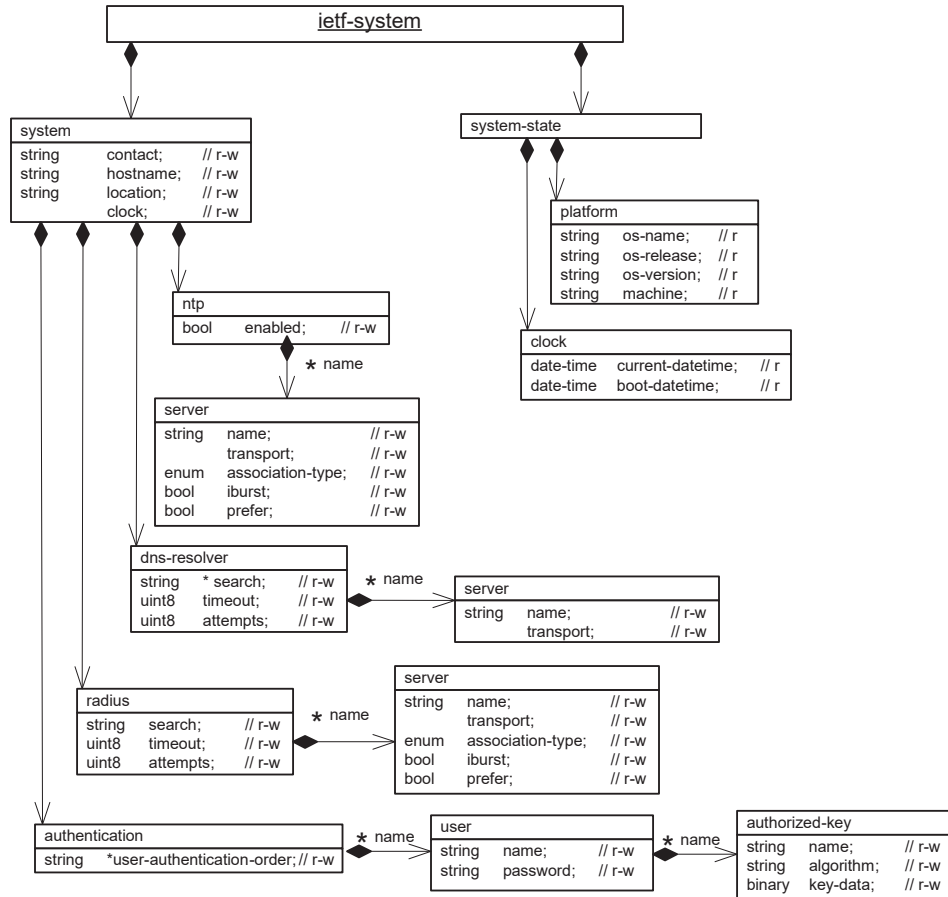 ietf-system
system
string contact; // r-w
string hostname; // r-w
string location; // r-w
clock; // r-w
system-state
platform
string os-name; // r
string os-release; // r
string os-version; // r
string machine; // r
ntp
bool enabled; // r-w
* name
clock
date-time current-datetime; // r
date-time boot-datetime; // r
server
string name; // r-w
transport; // r-w
enum association-type; // r-w
bool iburst; // r-w
bool prefer; // r-w
dns-resolver
string * search; // r-w
uint8 timeout; // r-w
uint8 attempts; // r-w
* name
server
string name; // r-w
transport; // r-w
radius
string search; // r-w
uint8 timeout; // r-w
uint8 attempts; // r-w
* name
server
string name; // r-w
transport; // r-w
enum association-type; // r-w
bool iburst; // r-w
bool prefer; // r-w
authentication
string *user-authentication-order; // r-w
* name
user
string name; // r-w
string password; // r-w
* name
authorized-key
string name; // r-w
string algorithm; // r-w
binary key-data; // r-w